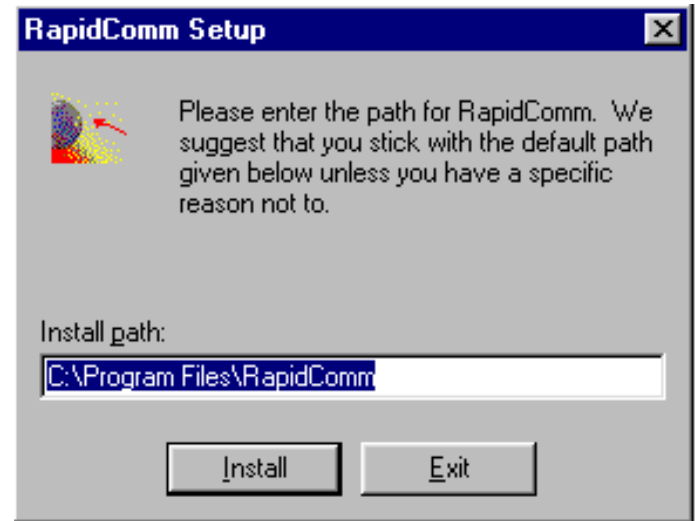 RapidComm Setup
Please enter the path for RapidComm. We
suggest that you stick with the default path
given below unless you have a specific
reason not to.
Install path:
C:\Program Files\RapidComm
Install
Exit